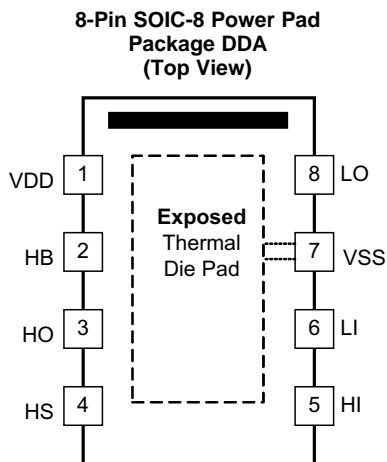 8-Pin SOIC-8 Power Pad
Package DDA
(Top View)
VDD 1
8 LO
Exposed
Thermal
Die Pad
HB 2
7 VSS
HO 3
6 LI
HS 4
5 HI